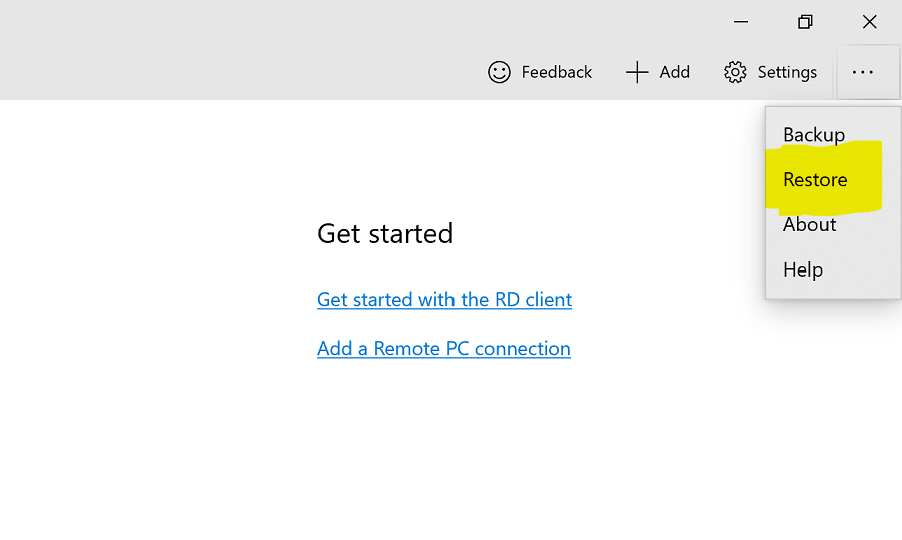 Feedback Add Settings
Backup
Restore
About
Help
Get started
Get started with the RD client
Add a Remote PC connection